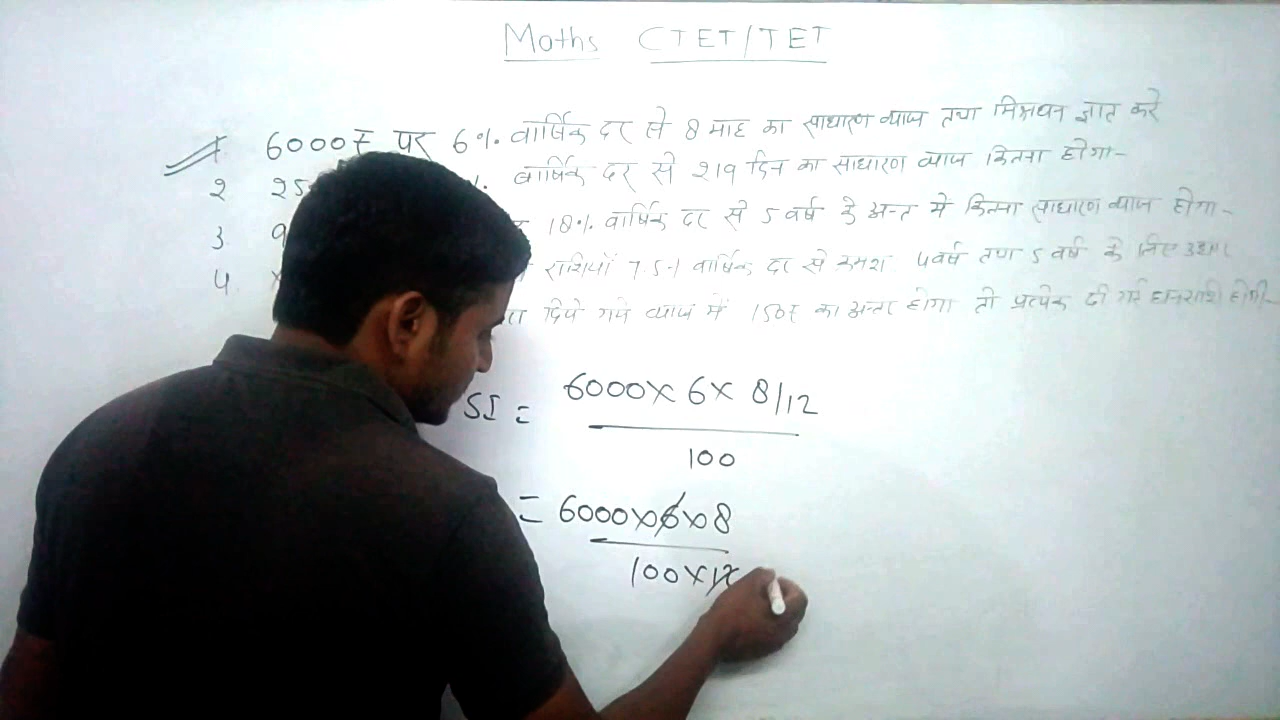 Maths CTET/TET
1. 6000₹ पर 6% वार्षिक दर से 8 माह का साधारण ब्याज तथा मिश्रधन ज्ञात करे
2 25 %. वार्षिक दर से 219 दिन का साधारण ब्याज कितना होगा-
3 9 18% वार्षिक दर से 5 वर्ष के अन्त मे कितना साधारण ब्याज होगा-
4. राशियों 7.5% वार्षिक दर से क्रमश 4 वर्ष तथा 5 वर्ष के लिए उधार
दिये गये ब्याज में 150₹ का अन्तर होगा तो प्रत्येक दी गई धनराशी होगी-
SI = 6000 × 6 × 8/12
100
= 6000×6×8
100×12